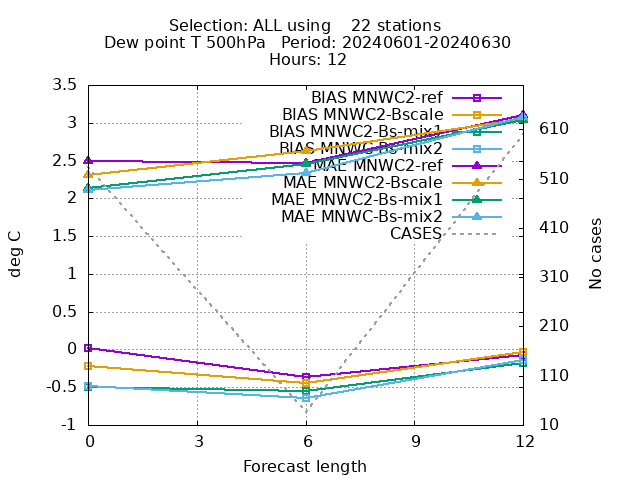 Selection: ALL using    22 stations
Dew point T 500hPa   Period: 20240601-20240630
Hours: 12
BIAS MNWC2-ref
BIAS MNWC2-Bscale
BIAS MNWC2-Bs-mix1
BIAS MNWC-Bs-mix2
MAE MNWC2-ref
MAE MNWC2-Bscale
MAE MNWC2-Bs-mix1
MAE MNWC-Bs-mix2
CASES
3.5
3
2.5
2
1.5
1
0.5
0
-0.5
-1
deg C
610
510
410
310
210
110
10
No cases
0 3 6 9 12
Forecast length